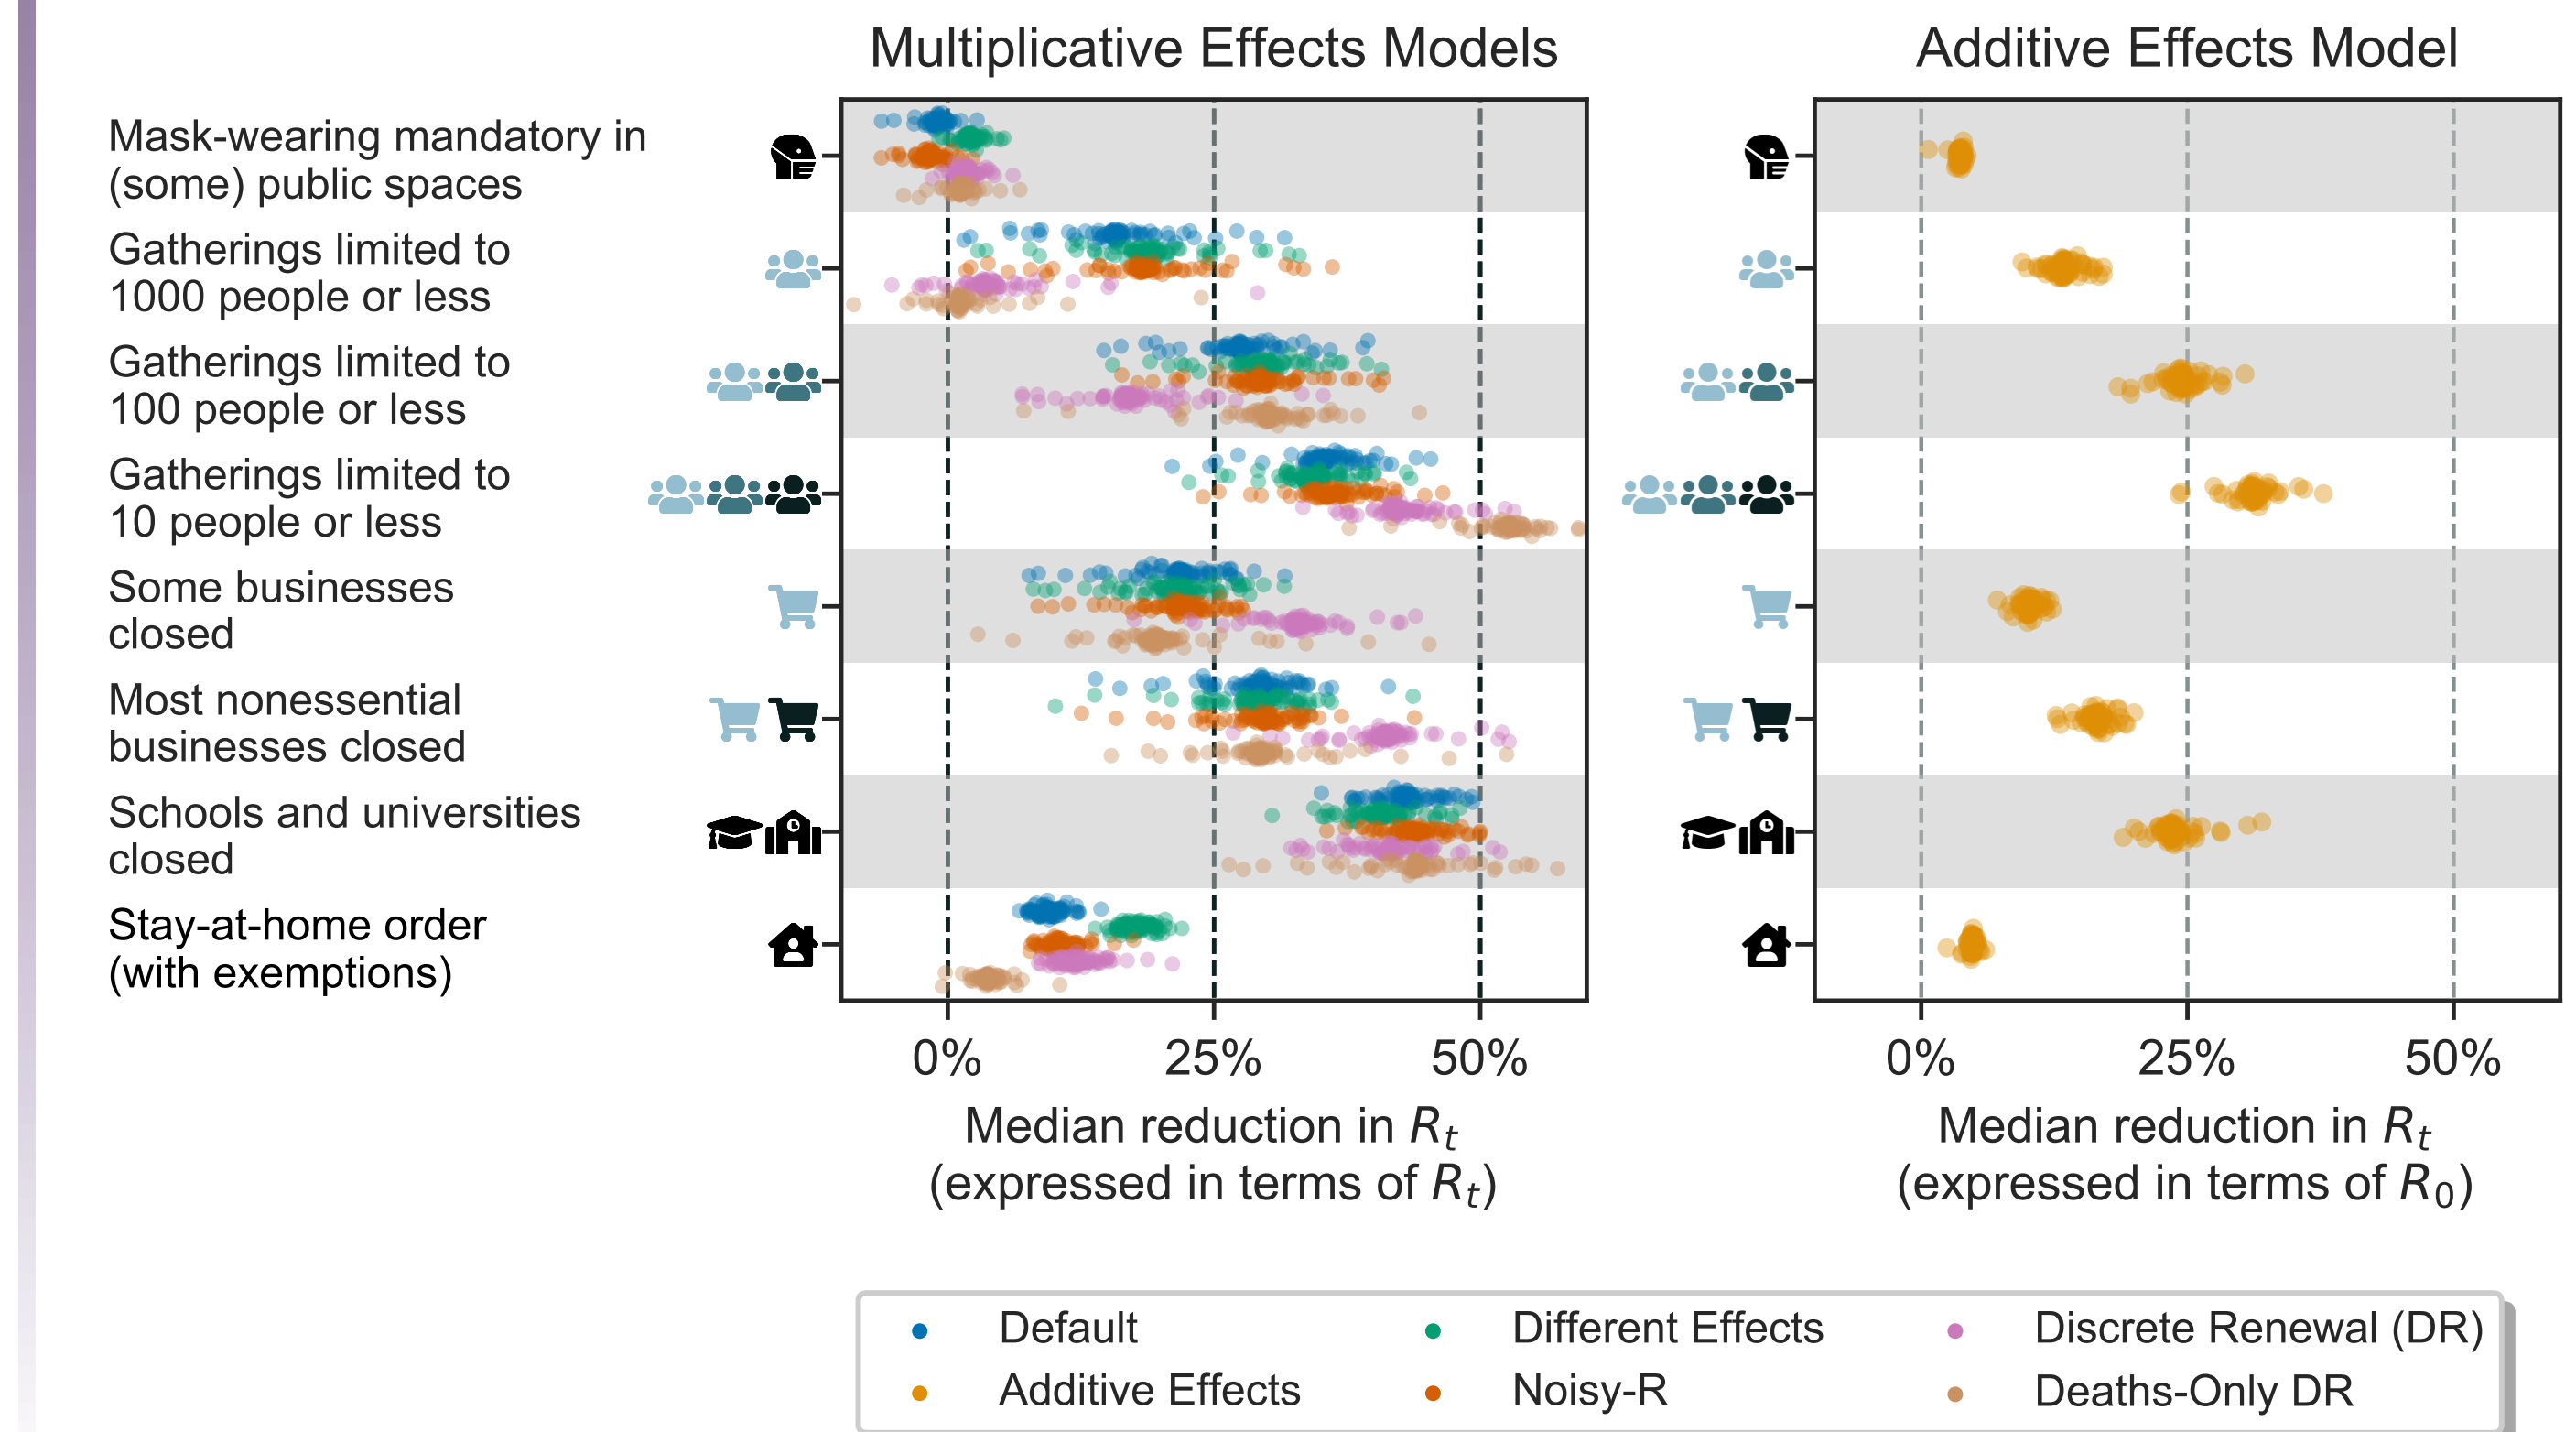 Multiplicative Effects Models
Additive Effects Model
Mask-wearing mandatory in
(some) public spaces
Gatherings limited to
1000 people or less
Gatherings limited to
100 people or less
Gatherings limited to
10 people or less
Some businesses
closed
Most nonessential
businesses closed
Schools and universities
closed
Stay-at-home order
(with exemptions)
0% 25% 50%
Median reduction in R_t
(expressed in terms of R_t)
0% 25% 50%
Median reduction in R_t
(expressed in terms of R_0)
Default
Different Effects
Discrete Renewal (DR)
Additive Effects
Noisy-R
Deaths-Only DR